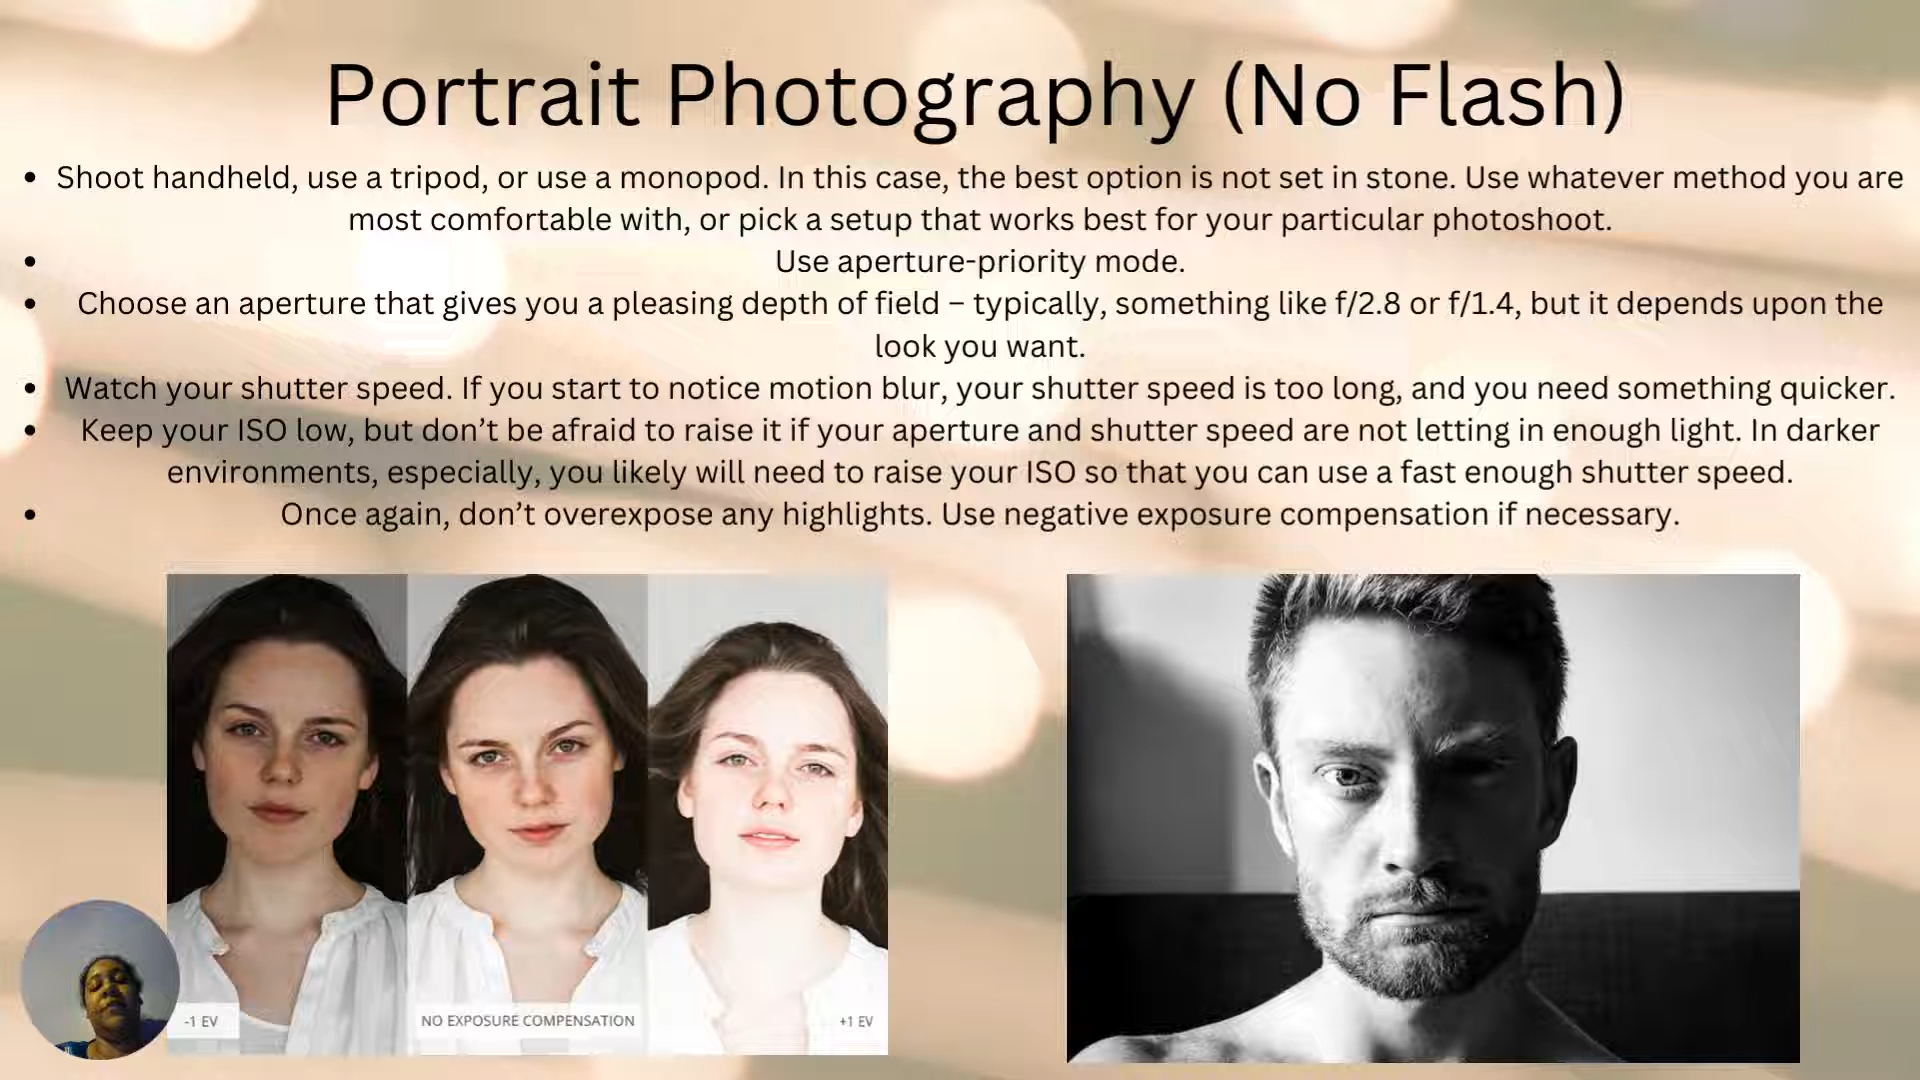 Portrait Photography (No Flash)
• Shoot handheld, use a tripod, or use a monopod. In this case, the best option is not set in stone. Use whatever method you are
most comfortable with, or pick a setup that works best for your particular photoshoot.
• Use aperture-priority mode.
• Choose an aperture that gives you a pleasing depth of field – typically, something like f/2.8 or f/1.4, but it depends upon the
look you want.
• Watch your shutter speed. If you start to notice motion blur, your shutter speed is too long, and you need something quicker.
• Keep your ISO low, but don’t be afraid to raise it if your aperture and shutter speed are not letting in enough light. In darker
environments, especially, you likely will need to raise your ISO so that you can use a fast enough shutter speed.
• Once again, don’t overexpose any highlights. Use negative exposure compensation if necessary.
-1 EV
NO EXPOSURE COMPENSATION
+1 EV